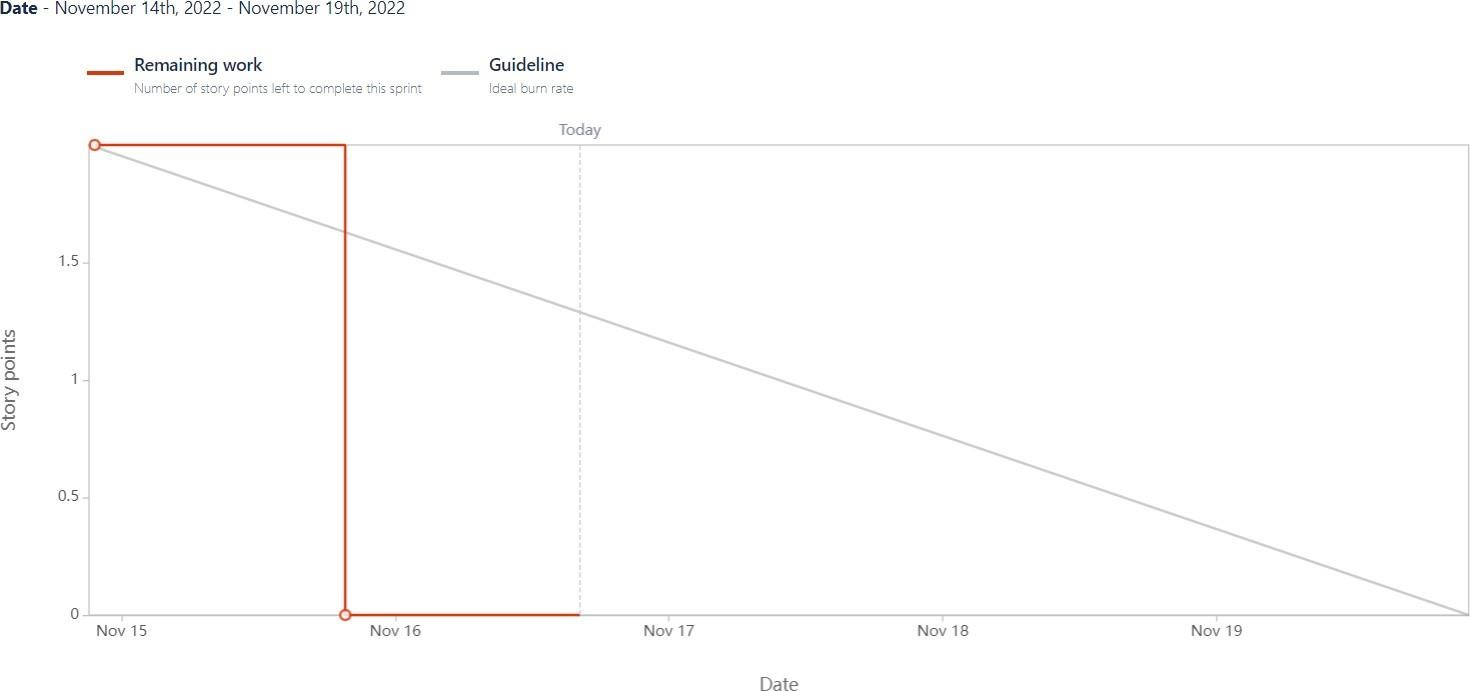 Date - November 14th, 2022 - November 19th, 2022
Remaining work
Number of story points left to complete this sprint
Guideline
Ideal burn rate
Today
Story points
1.5
1
0.5
0
Nov 15
Nov 16
Nov 17
Nov 18
Nov 19
Date